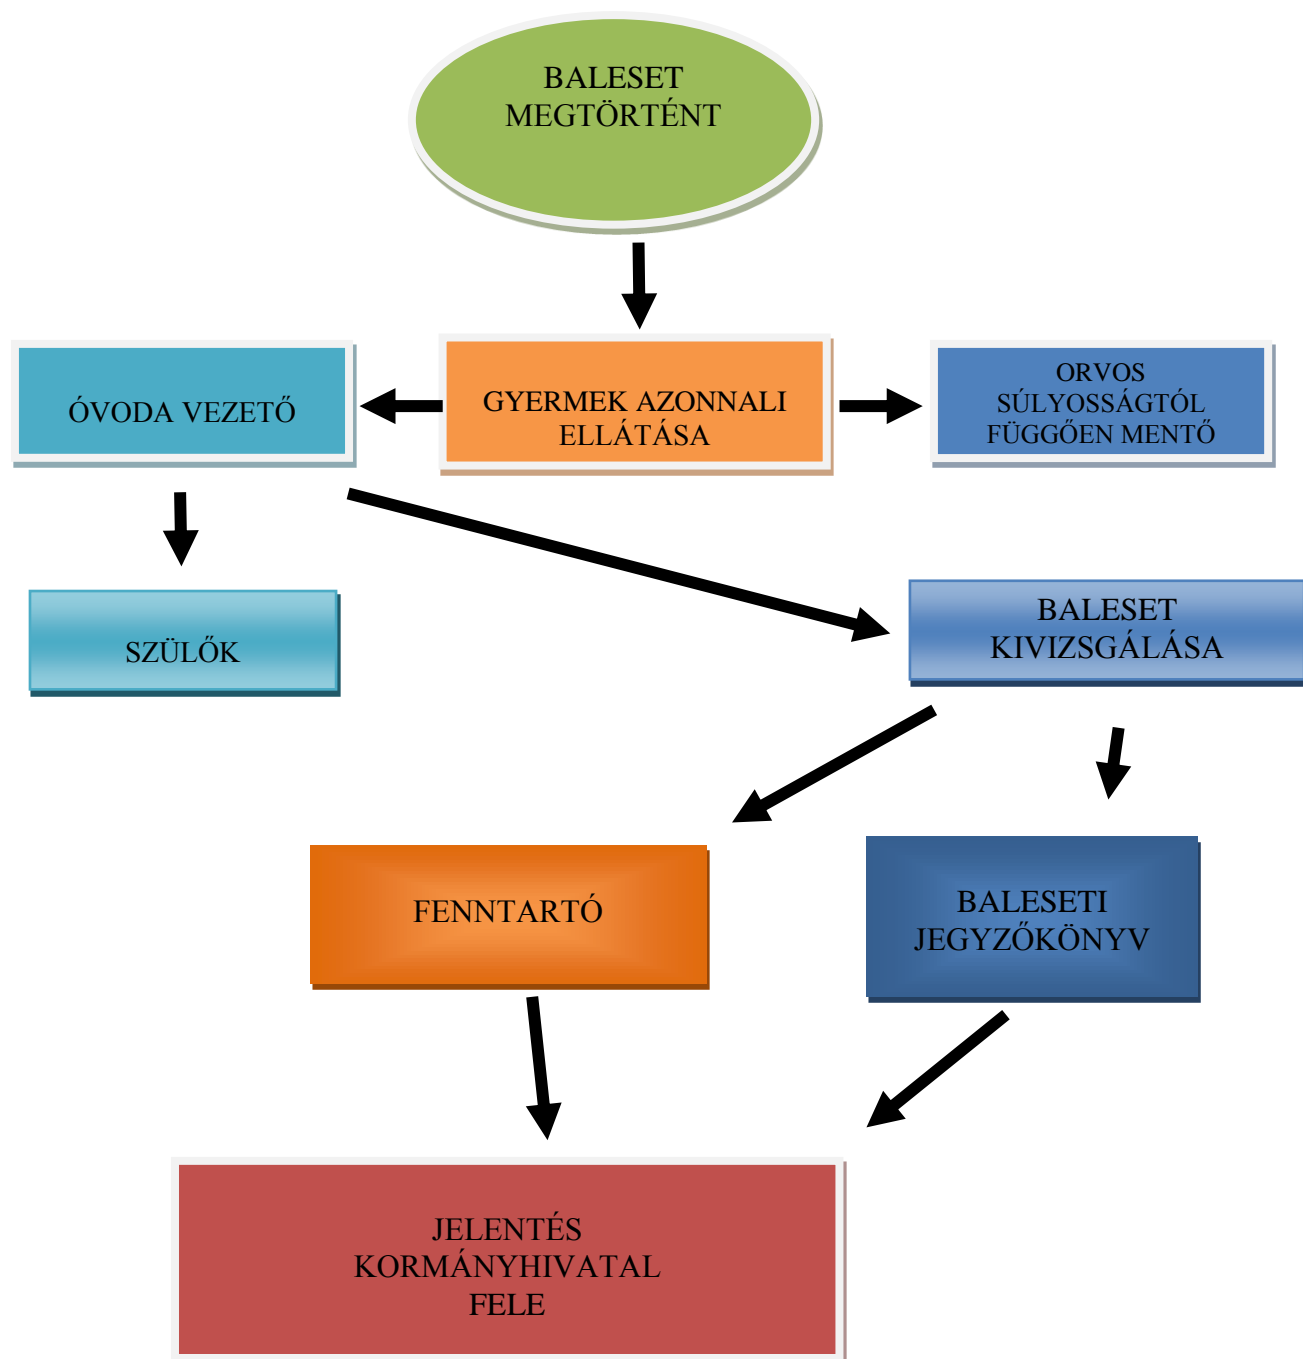 BALESET
MEGTÖRTÉNT
ÓVODA VEZETŐ
GYERMEK AZONNALI
ELLÁTÁSA
ORVOS
SÚLYOSSÁGTÓL
FÜGGŐEN MENTŐ
SZÜLŐK
BALESET
KIVIZSGÁLÁSA
FENNTARTÓ
BALESETI
JEGYZŐKÖNYV
JELENTÉS
KORMÁNYHIVATAL
FELE